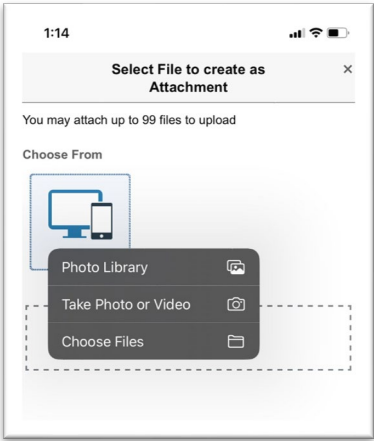 1:14
Select File to create as
Attachment
×
You may attach up to 99 files to upload
Choose From
Photo Library
Take Photo or Video
Choose Files